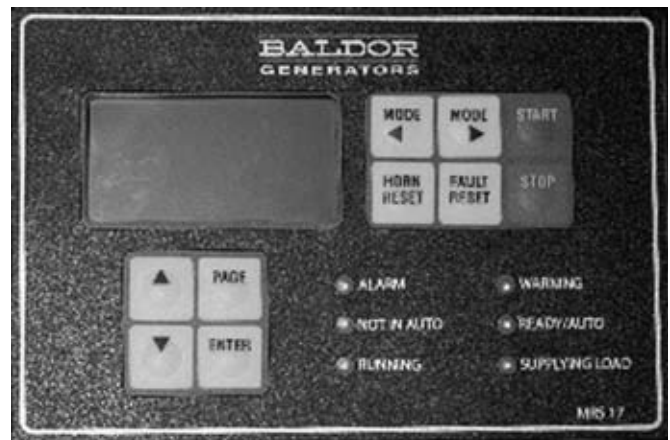 BALDOR
GENERATORS
MODE MODE START
HORN RESET FAULT RESET STOP
PAGE
ENTER
ALARM WARNING
NOT IN AUTO READY/AUTO
RUNNING SUPPLYING LOAD
MRS 17